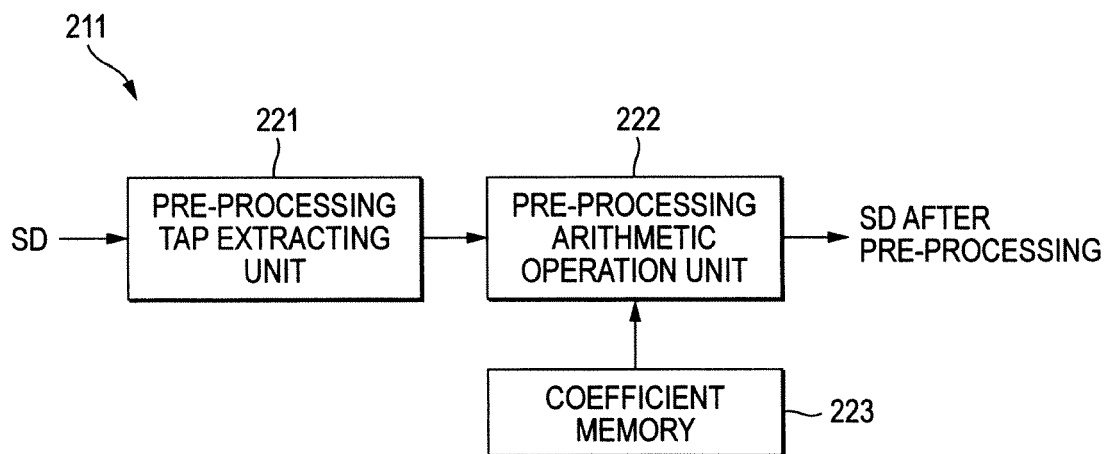 211
221
222
PRE-PROCESSING
TAP EXTRACTING
UNIT
PRE-PROCESSING
ARITHMETIC
OPERATION UNIT
SD
SD AFTER
PRE-PROCESSING
COEFFICIENT
MEMORY
223